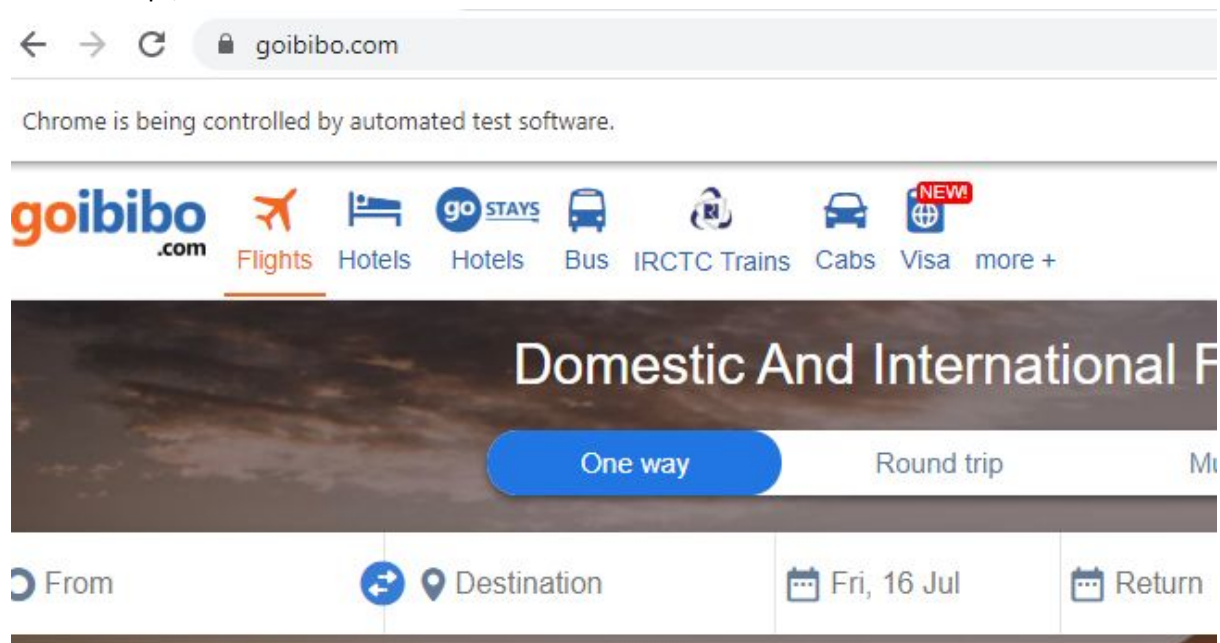 goibibo.com
Chrome is being controlled by automated test software.
goibibo
.com
go STAYS
NEW!
Flights Hotels Hotels Bus IRCTC Trains Cabs Visa more +
Domestic And International F
One way Round trip Mu
From Destination Fri, 16 Jul Return